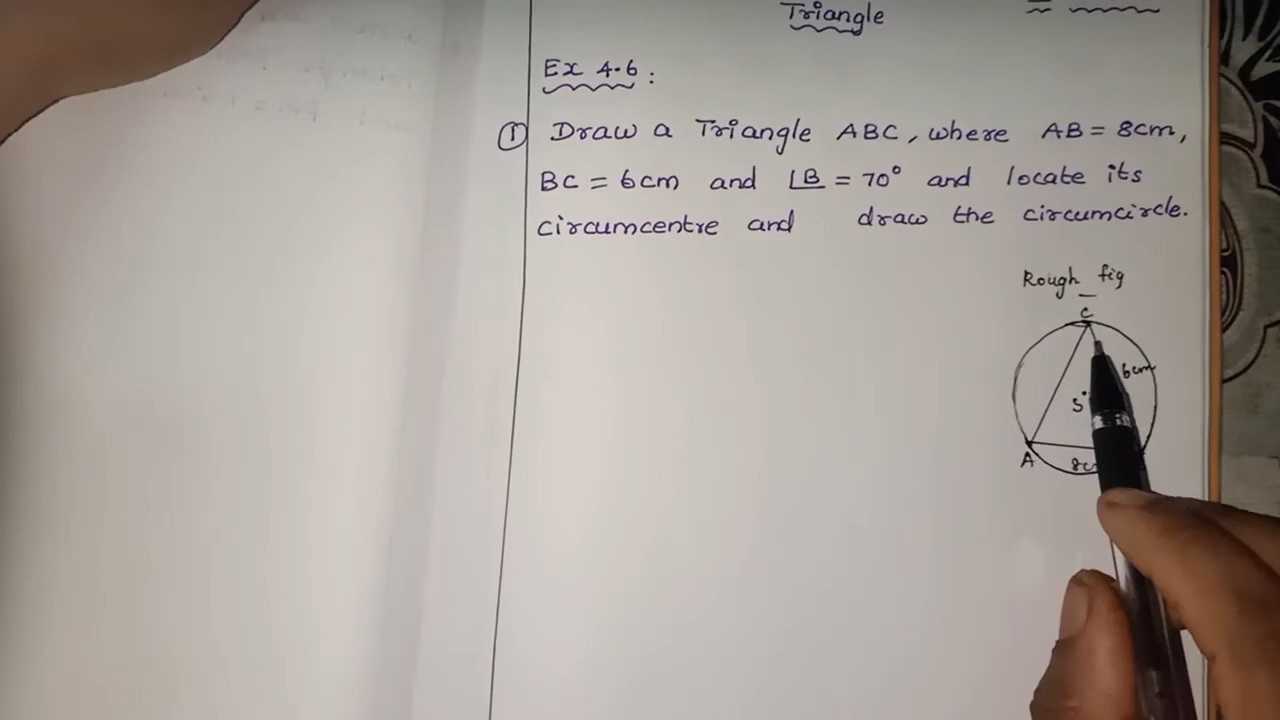 Triangle
Ex 4.6 :
① Draw a Triangle ABC, where AB = 8cm,
BC = 6cm and ∠B = 70° and locate its
circumcentre and draw the circumcircle.
Rough fig
C
6cm
S
A